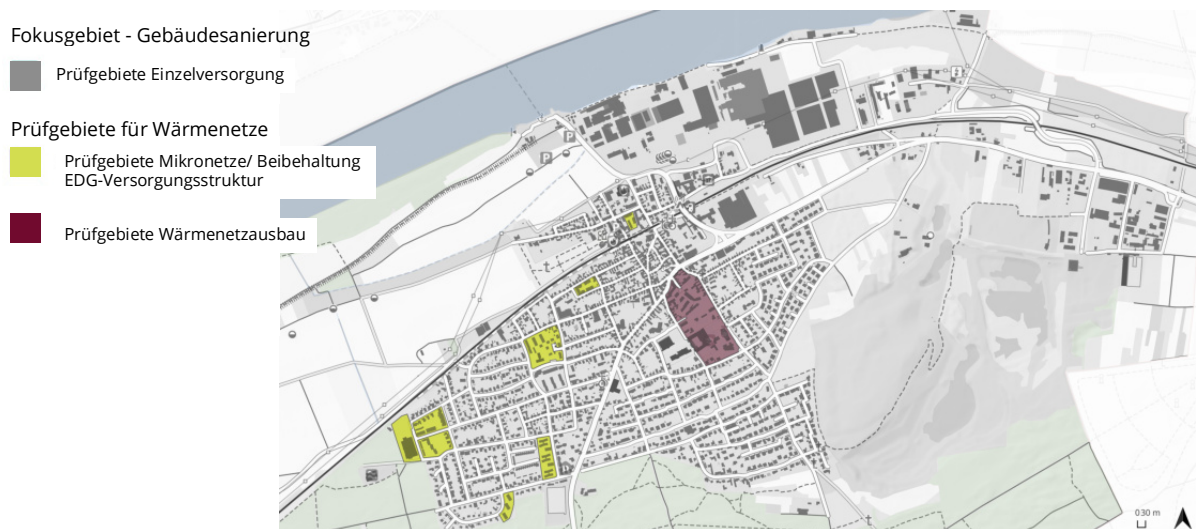 Fokusgebiet - Gebäudesanierung
Prüfgebiete Einzelversorgung
Prüfgebiete für Wärmenetze
Prüfgebiete Mikronetze/ Beibehaltung
EDG-Versorgungsstruktur
Prüfgebiete Wärmenetzausbau
P
P
0 30 m